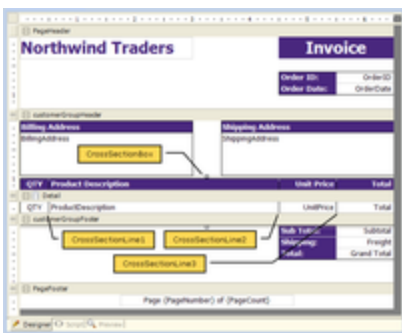 PageHeader
Northwind Traders Invoice
Order ID: OrderID
Order Date: OrderDate
customerGroupHeader
Billing Address Shipping Address
BillingAddress ShippingAddress
CrossSectionBox
QTY Product Description Unit Price Total
Detail
QTY ProductDescription UnitPrice Total
customerGroupFooter
Sub Total: Subtotal
CrossSectionLine1 CrossSectionLine2
Shipping: Freight
Total: Grand Total
CrossSectionLine3
PageFooter
Page {PageNumber} of {PageCount}
Designer Script Preview